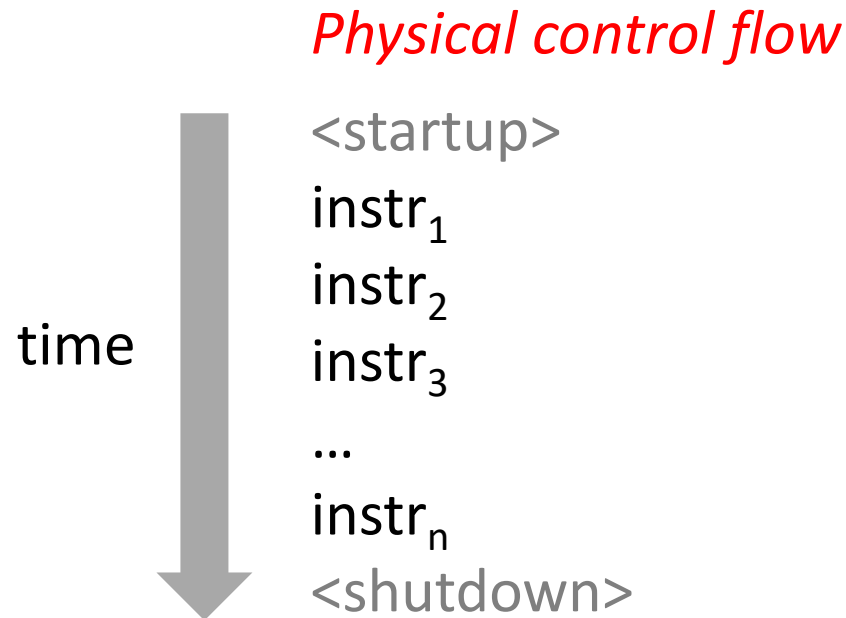 Physical control flow
<startup>
instr₁
instr₂
instr₃
time
...
instrₙ
<shutdown>